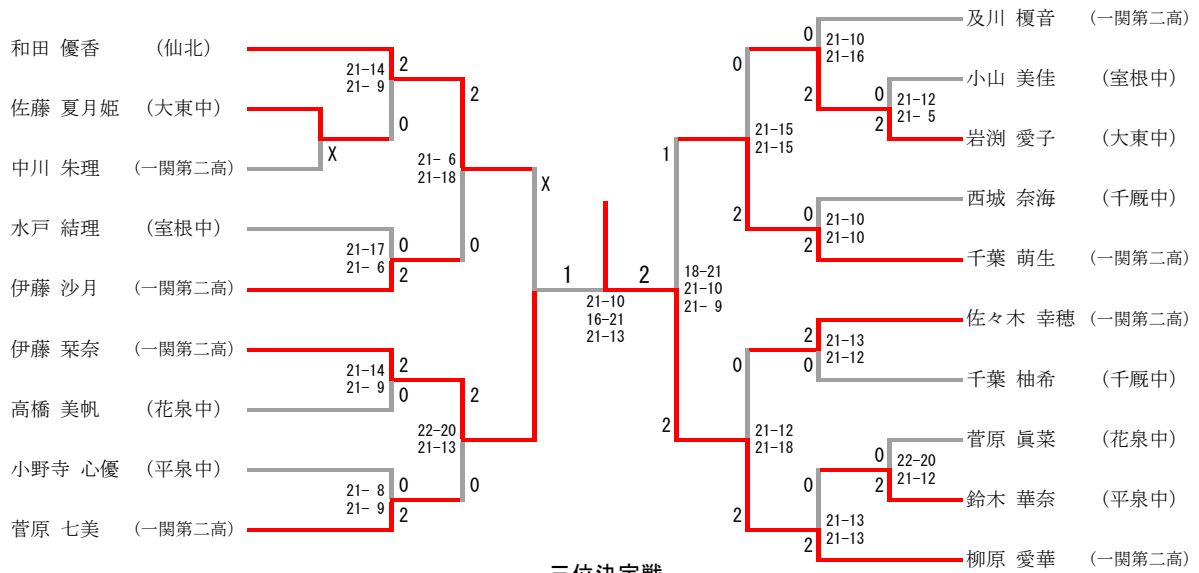 和田 優香 (仙北)
佐藤 夏月姫 (大東中)
中川 朱理 (一関第二高)
水戸 結理 (室根中)
伊藤 沙月 (一関第二高)
伊藤 栞奈 (一関第二高)
高橋 美帆 (花泉中)
小野寺 心優 (平泉中)
菅原 七美 (一関第二高)
21-14 2
21- 9
0
X
2
21- 6
21-18
0
21-17 0
21- 6 2
X
21-14 2
21- 9 0
2
22-20
21-13
0
21- 8 0
21- 9 2
1 2
21-10
16-21
21-13
1
18-21
21-10
21- 9
2
0
21-15
21-15
2
0 21-10
21-16
2
0 21-12
2 21- 5
0 21-10
2 21-10
2 21-13
0 21-12
0
21-12
21-18
2
0 22-20
2 21-12
0
21-13
2 21-13
及川 榎音 (一関第二高)
小山 美佳 (室根中)
岩渕 愛子 (大東中)
西城 奈海 (千厩中)
千葉 萌生 (一関第二高)
佐々木 幸穂 (一関第二高)
千葉 柚希 (千厩中)
菅原 眞菜 (花泉中)
鈴木 華奈 (平泉中)
柳原 愛華 (一関第二高)
三位決定戦